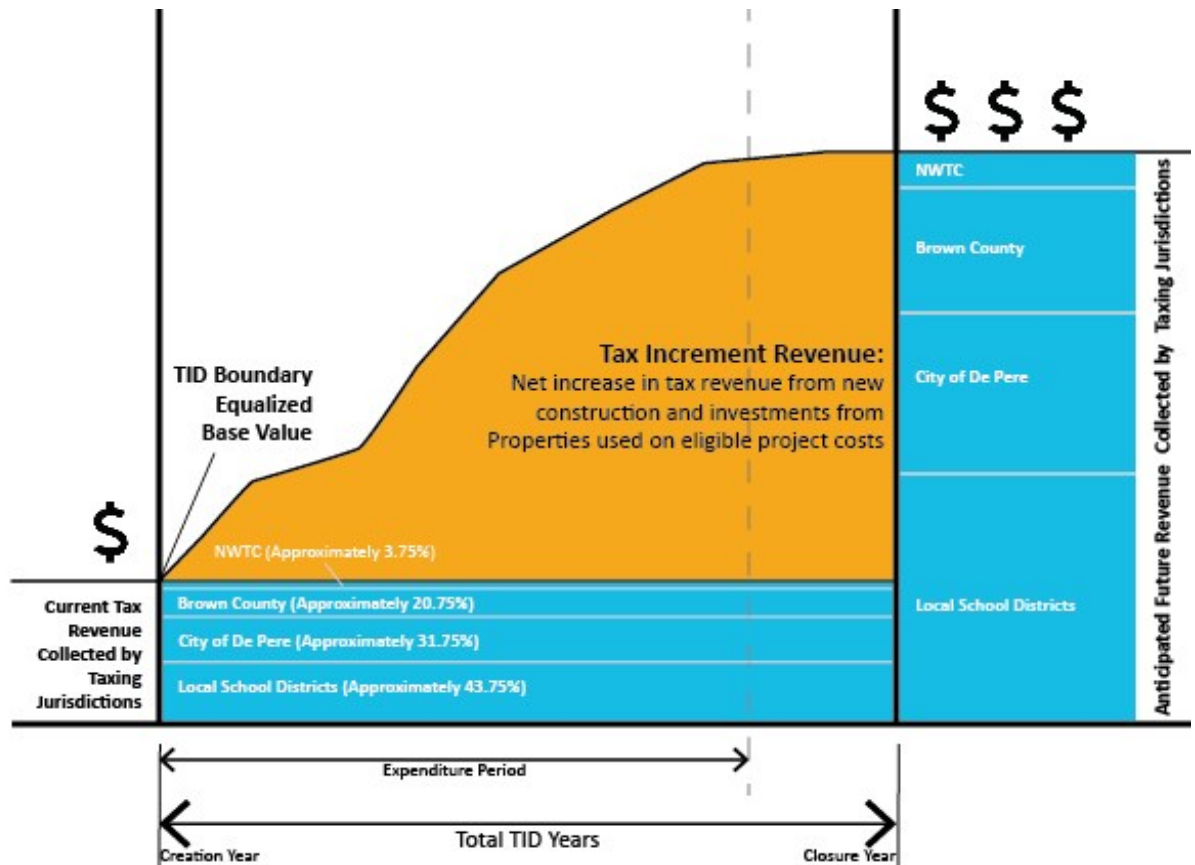 $ $ $
NWTC
Brown County
City of De Pere
Local School Districts
Anticipated Future Revenue Collected by Taxing Jurisdictions
Tax Increment Revenue:
Net increase in tax revenue from new
construction and investments from
Properties used on eligible project costs
TID Boundary
Equalized
Base Value
$
NWTC (Approximately 3.75%)
Brown County (Approximately 20.75%)
City of De Pere (Approximately 31.75%)
Local School Districts (Approximately 43.75%)
Current Tax
Revenue
Collected by
Taxing
Jurisdictions
Expenditure Period
Total TID Years
Creation Year
Closure Year